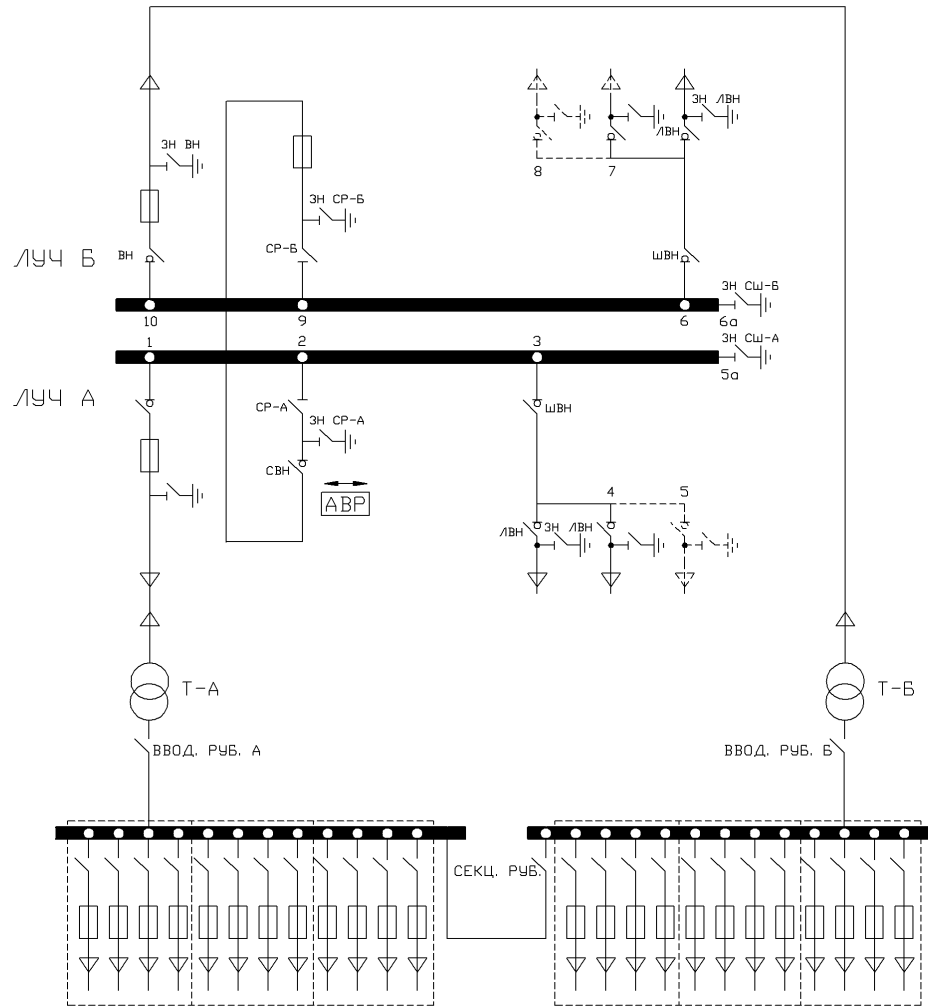 ЗН ЛВН
ЛВН
8
7
ЗН ВН
ЗН СР-Б
ЛУЧ Б
ВН
СР-Б
ШВН
10
9
6
6а
ЗН СШ-Б
1
2
3
ЗН СШ-А
5а
ЛУЧ А
СР-А
ШВН
ЗН СР-А
СВН
АВР
4
5
ЛВН
ЗН ЛВН
Т-А
Т-Б
ВВОД. РУБ. А
ВВОД. РУБ. Б
СЕКЦ. РУБ.